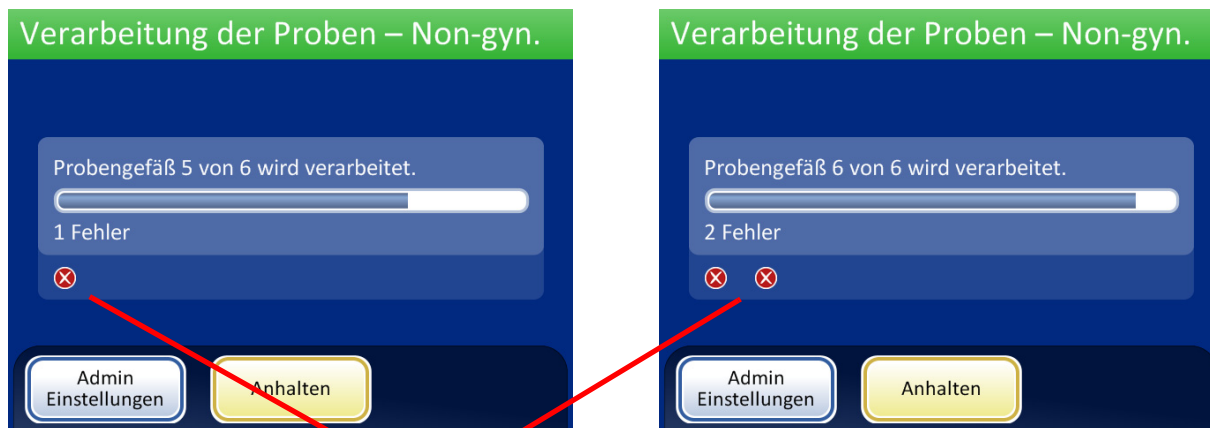 Verarbeitung der Proben – Non-gyn.
Probengefäß 5 von 6 wird verarbeitet.
1 Fehler
Admin
Einstellungen
Anhalten
Verarbeitung der Proben – Non-gyn.
Probengefäß 6 von 6 wird verarbeitet.
2 Fehler
Admin
Einstellungen
Anhalten